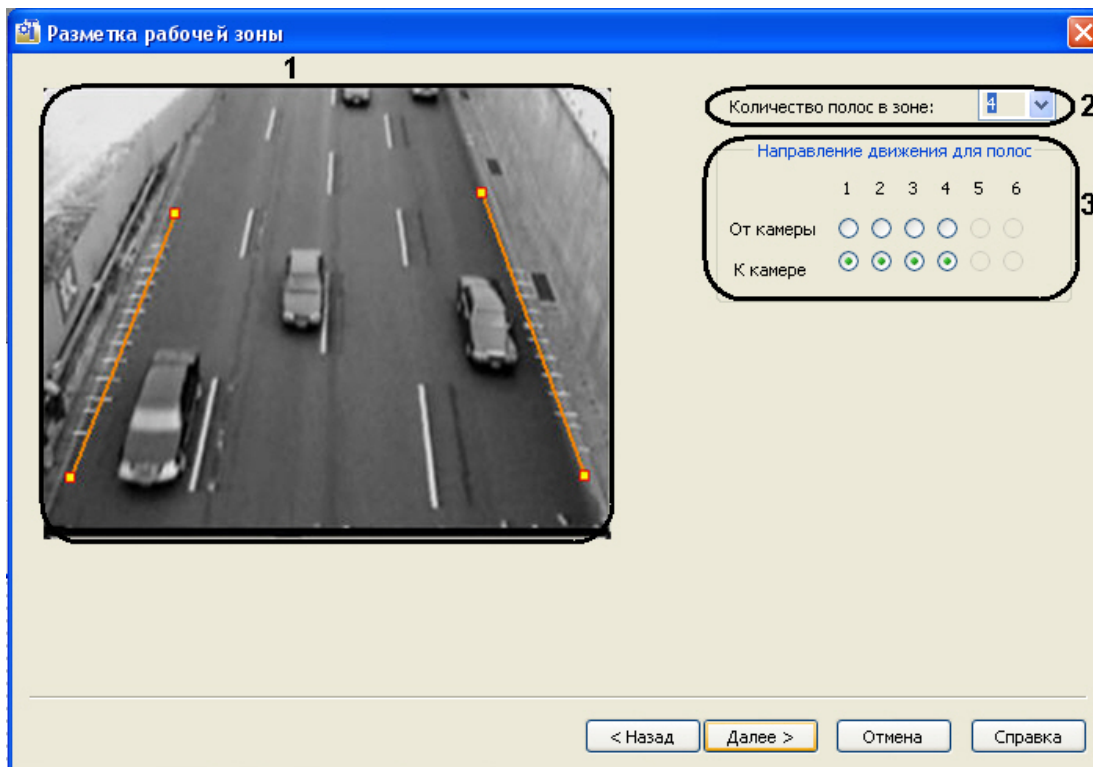 Разметка рабочей зоны
1
Количество полос в зоне: 4
2
Направление движения для полос
1 2 3 4 5 6
3
От камеры
К камере
< Назад Далее > Отмена Справка